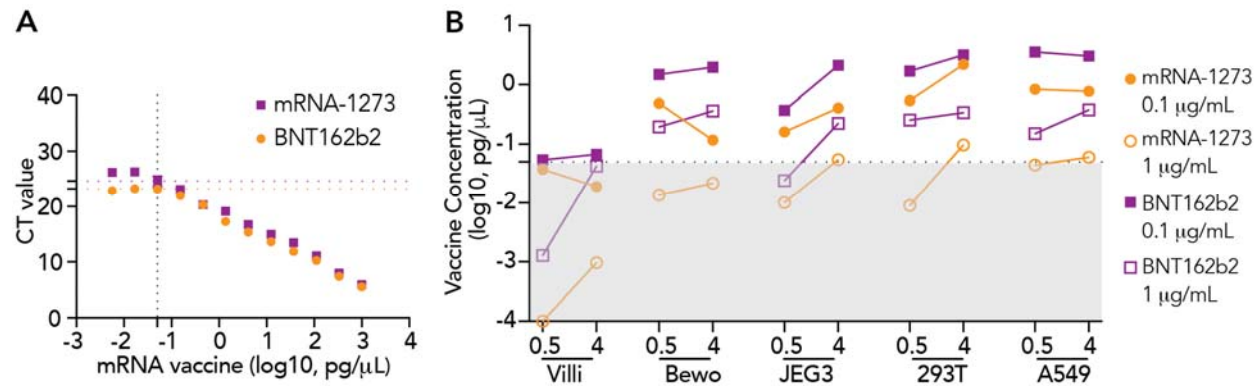 A
CT value
40
30
20
10
0
-3
-2
-1
0
1
2
3
4
mRNA vaccine (log10, pg/μL)
mRNA-1273
BNT162b2
B
Vaccine Concentration
(log10, pg/μL)
1
0
-1
-2
-3
-4
0.5 4
Villi
0.5 4
Bewo
0.5 4
JEG3
0.5 4
293T
0.5 4
A549
mRNA-1273
0.1 μg/mL
mRNA-1273
1 μg/mL
BNT162b2
0.1 μg/mL
BNT162b2
1 μg/mL